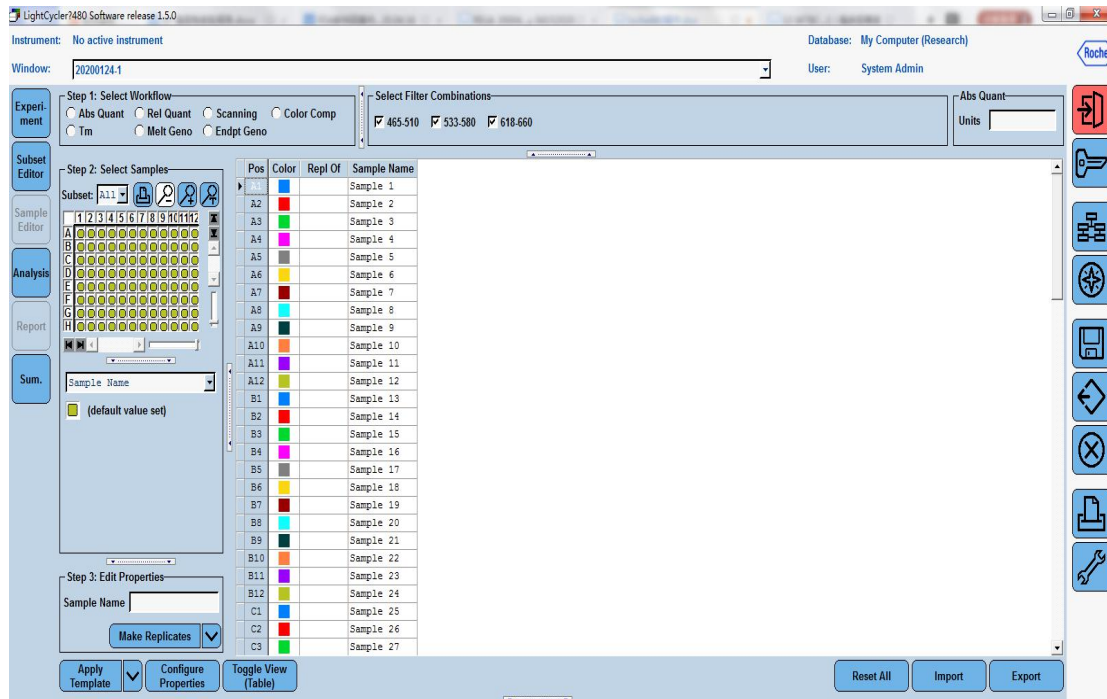 LightCycler?480 Software release 1.5.0
Instrument: No active instrument
Database: My Computer (Research)
Window: 20200124-1
User: System Admin
Roche
Experi-
ment
Subset
Editor
Sample
Editor
Analysis
Report
Sum.
Step 1: Select Workflow
Abs Quant Rel Quant Scanning Color Comp
Tm Melt Geno Endpt Geno
Select Filter Combinations
465-510 533-580 618-660
Abs Quant
Units
Step 2: Select Samples
Subset: All
1 2 3 4 5 6 7 8 9 10 11 12
A
B
C
D
E
F
G
H
Sample Name
(default value set)
Step 3: Edit Properties
Sample Name
Make Replicates
Pos Color Repl Of Sample Name
A1 Sample 1
A2 Sample 2
A3 Sample 3
A4 Sample 4
A5 Sample 5
A6 Sample 6
A7 Sample 7
A8 Sample 8
A9 Sample 9
A10 Sample 10
A11 Sample 11
A12 Sample 12
B1 Sample 13
B2 Sample 14
B3 Sample 15
B4 Sample 16
B5 Sample 17
B6 Sample 18
B7 Sample 19
B8 Sample 20
B9 Sample 21
B10 Sample 22
B11 Sample 23
B12 Sample 24
C1 Sample 25
C2 Sample 26
C3 Sample 27
Apply
Template
Configure
Properties
Toggle View
(Table)
Reset All
Import
Export